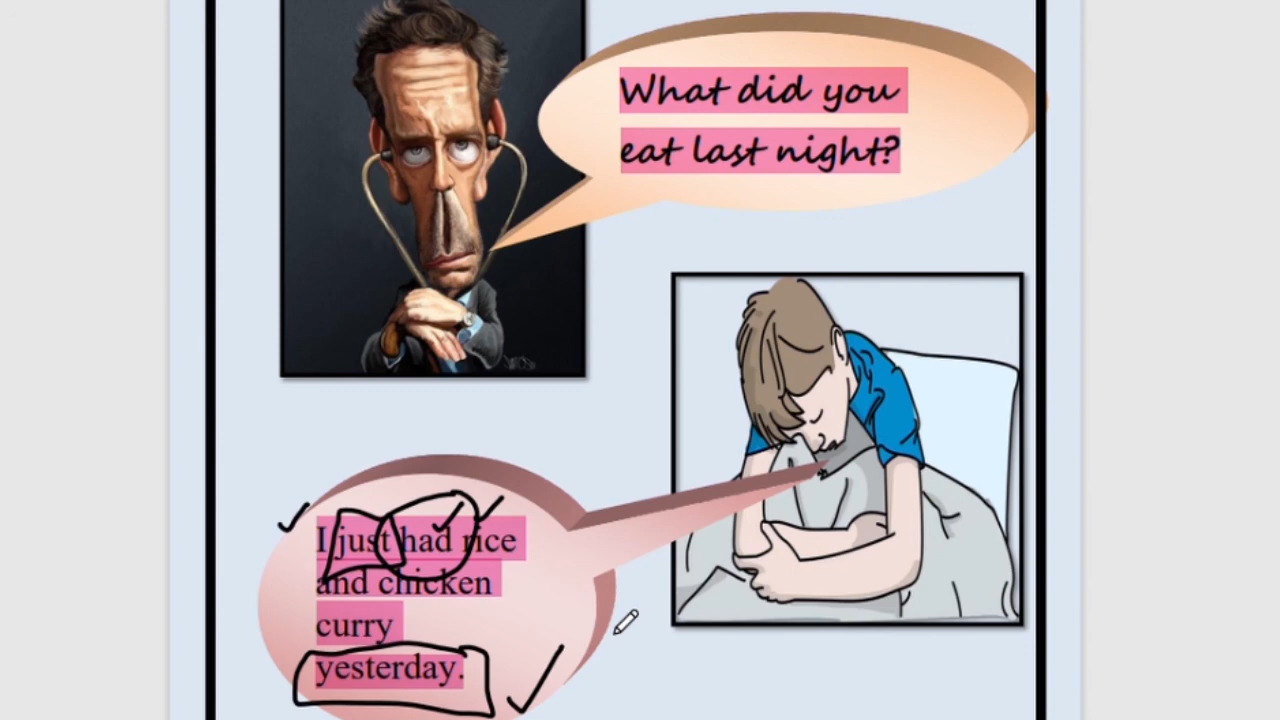 What did you
eat last night?
I just had rice
and chicken
curry
yesterday.